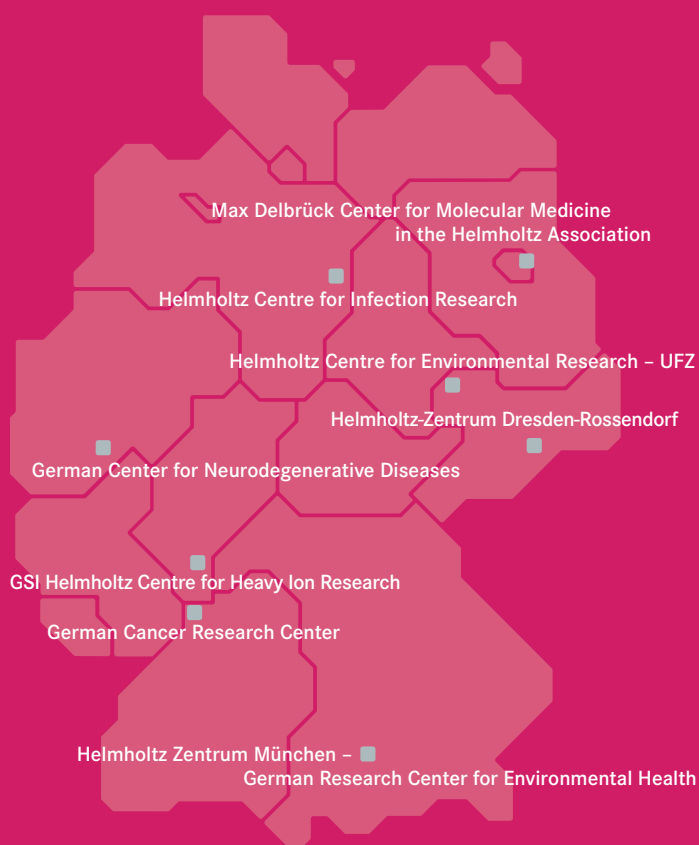 Max Delbrück Center for Molecular Medicine
in the Helmholtz Association
Helmholtz Centre for Infection Research
Helmholtz Centre for Environmental Research – UFZ
Helmholtz-Zentrum Dresden-Rossendorf
German Center for Neurodegenerative Diseases
GSI Helmholtz Centre for Heavy Ion Research
German Cancer Research Center
Helmholtz Zentrum München –
German Research Center for Environmental Health